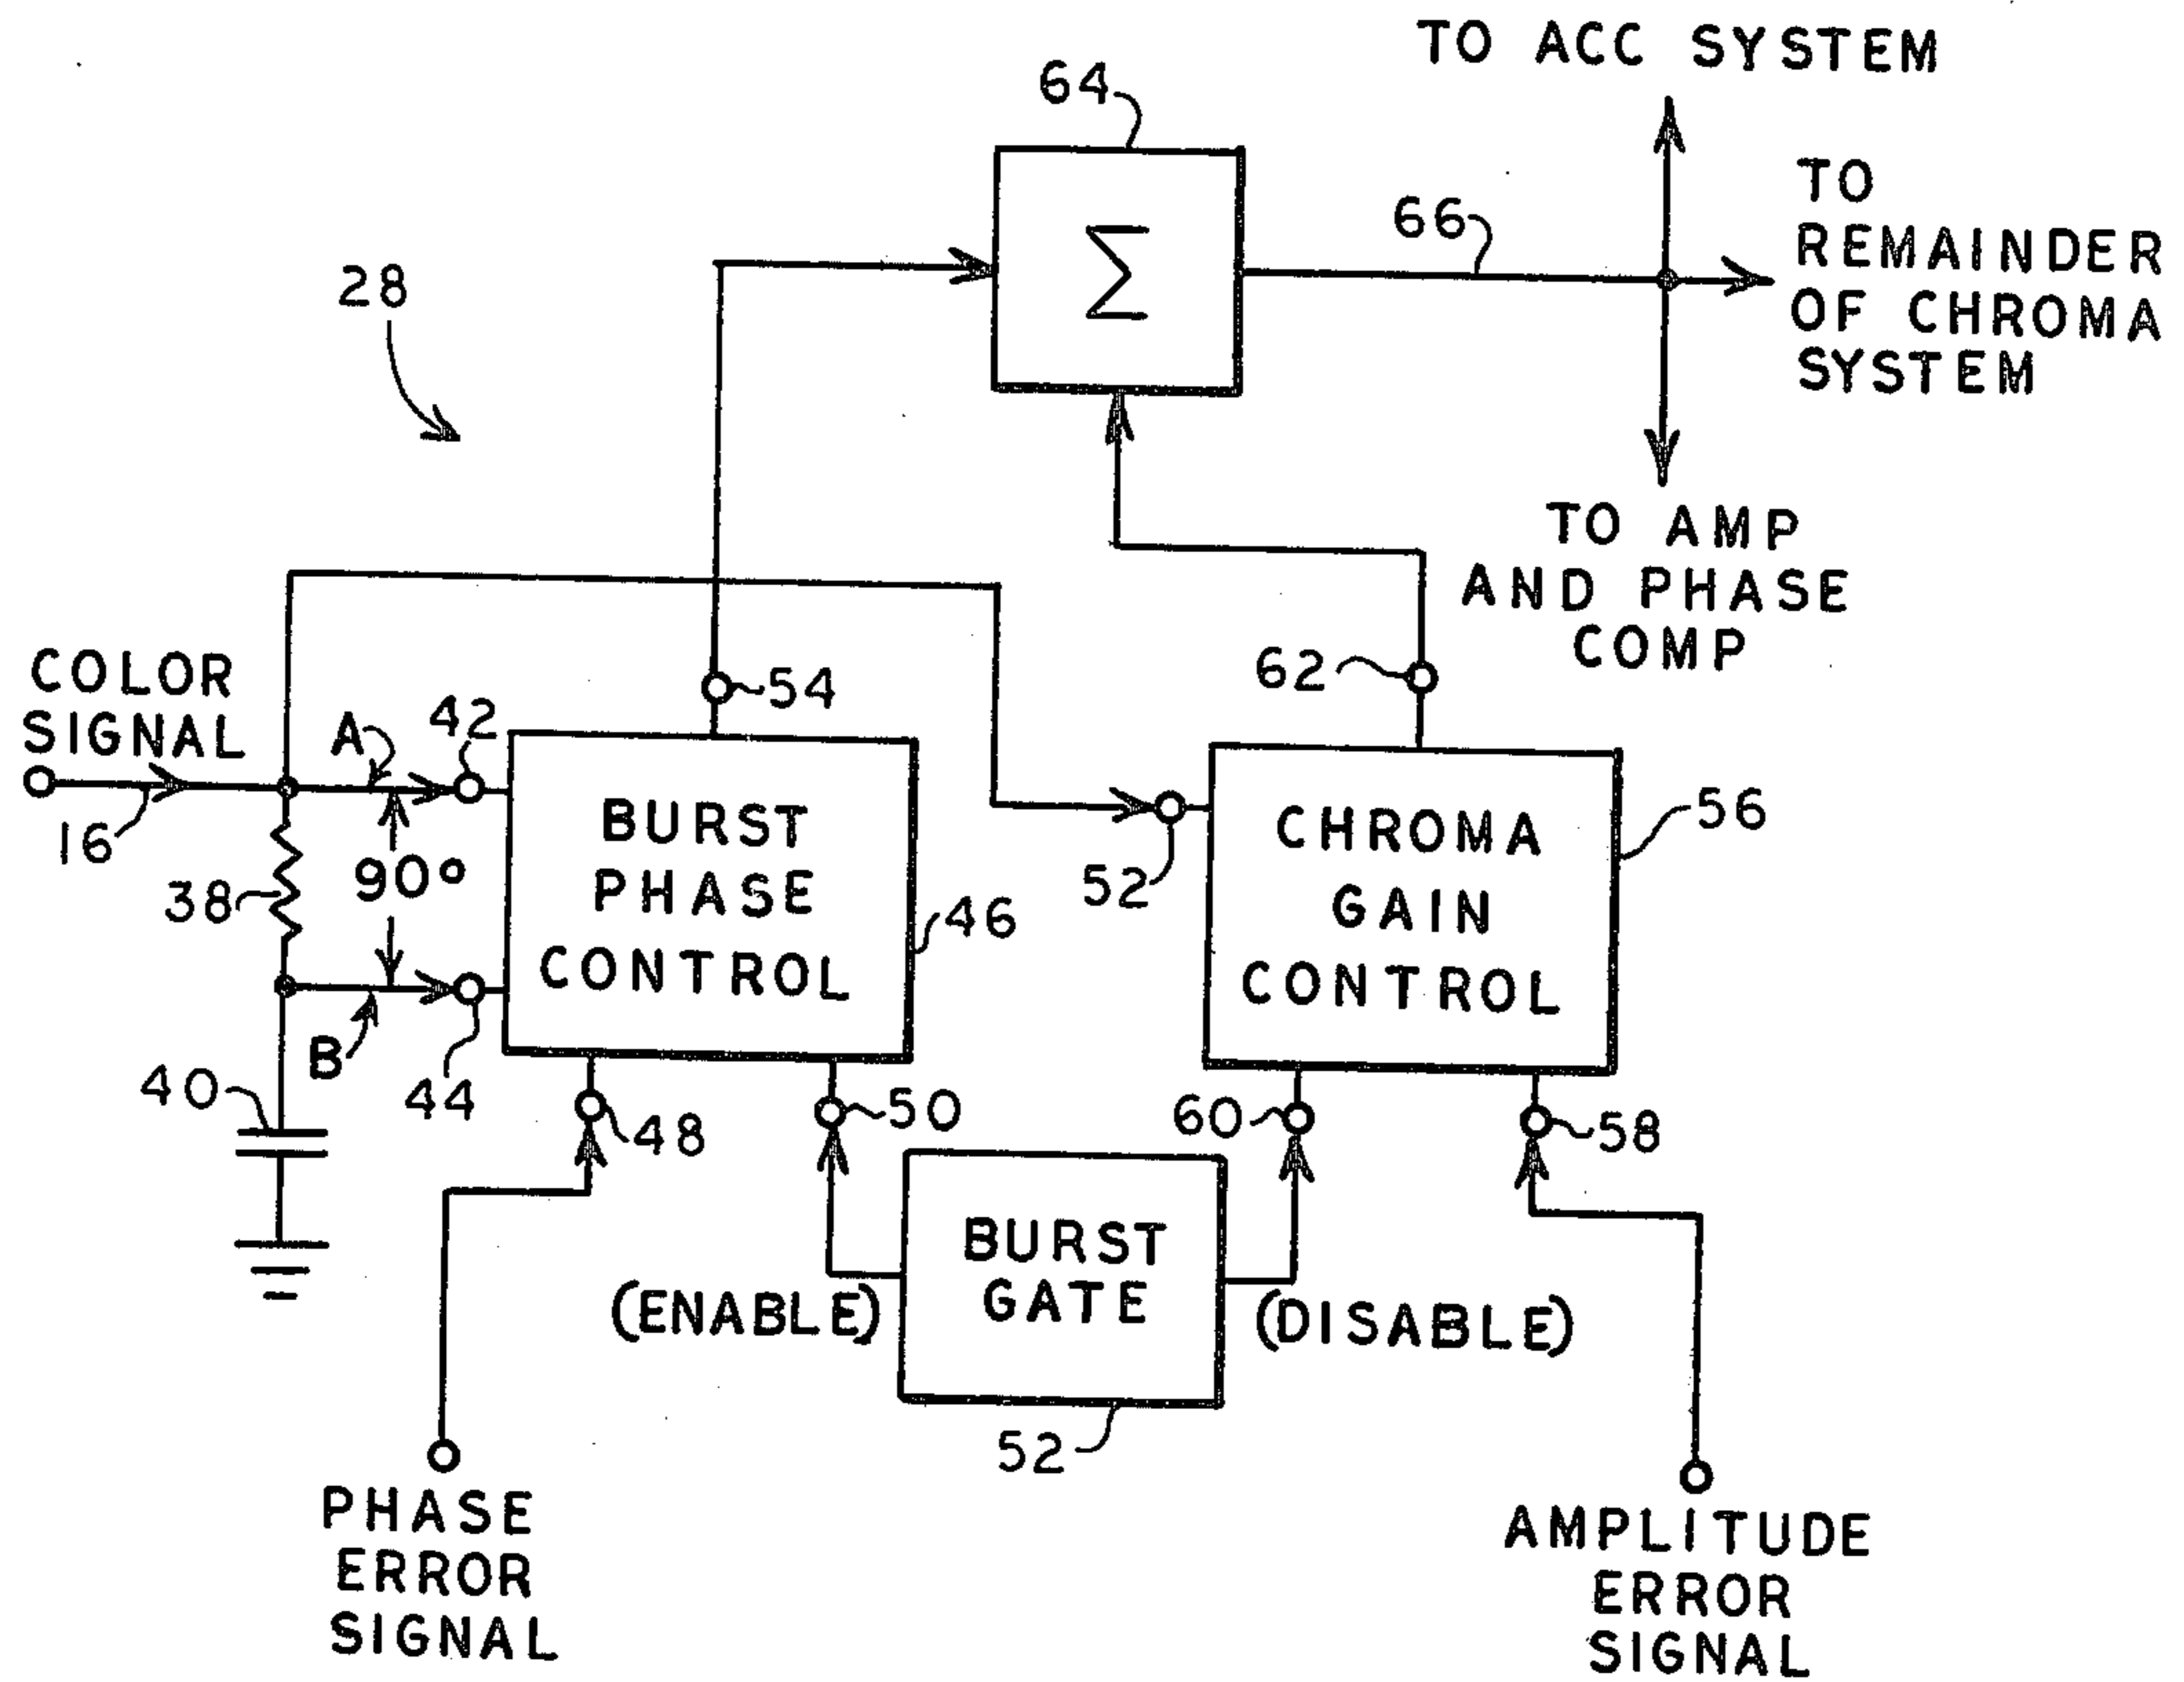 TO ACC SYSTEM
64
TO
REMAINDER
OF CHROMA
SYSTEM
66
Σ
28
TO AMP
AND PHASE
COMP
COLOR
SIGNAL
16
A
42
54
62
BURST
PHASE
CONTROL
CHROMA
GAIN
CONTROL
56
52
38
90°
46
B
44
40
48
50
60
58
BURST
GATE
(ENABLE)
(DISABLE)
52
PHASE
ERROR
SIGNAL
AMPLITUDE
ERROR
SIGNAL